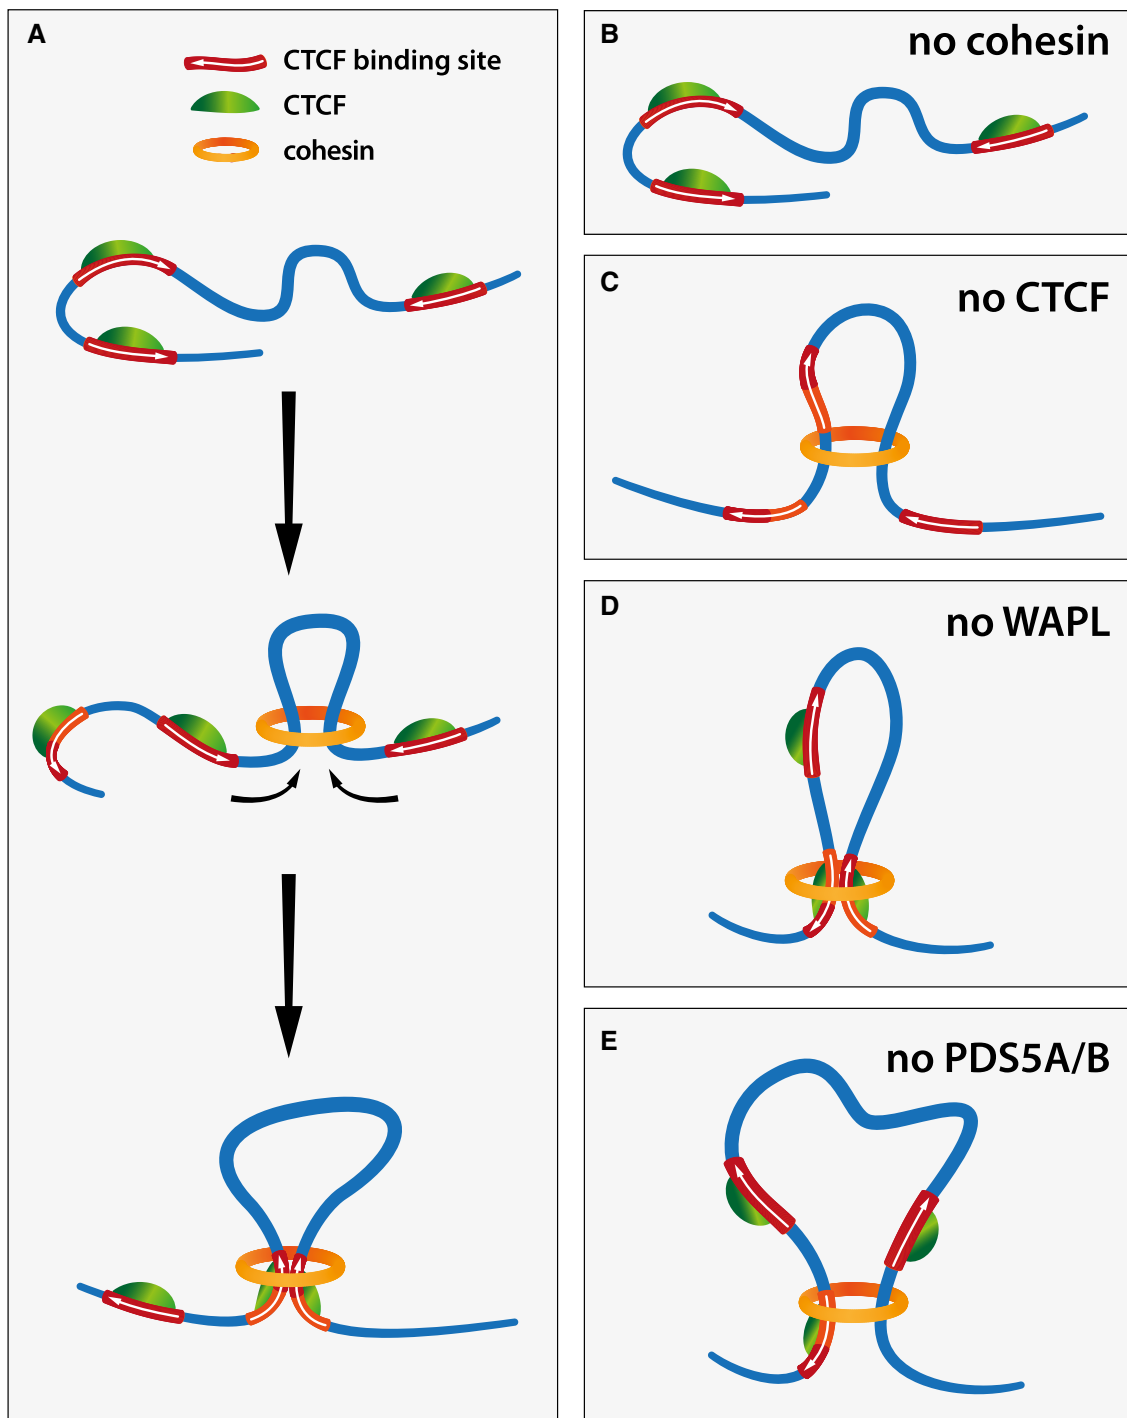 A
CTCF binding site
CTCF
cohesin
B
no cohesin
C
no CTCF
D
no WAPL
E
no PDS5A/B